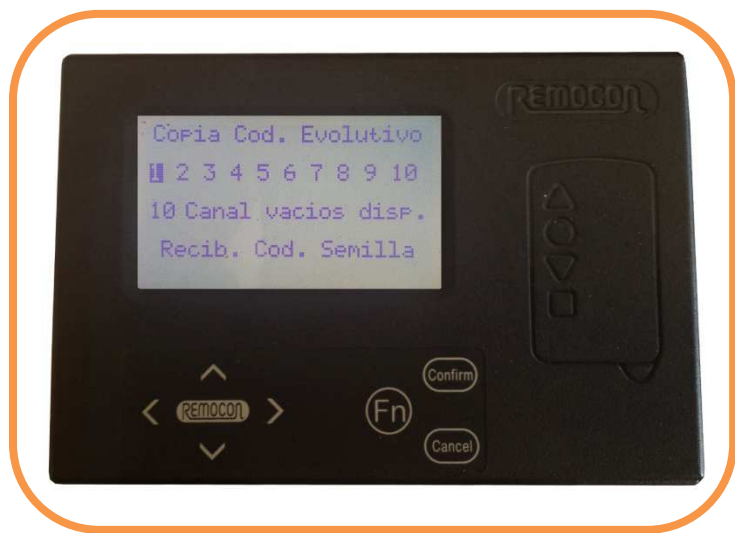 REMOCON
Copia Cod. Evolutivo
1 2 3 4 5 6 7 8 9 10
10 Canal vacios disp.
Recib. Cod. Semilla
Confirm
REMOCON
Fn
Cancel